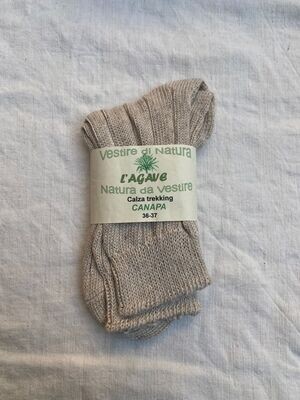 Vestire di Natura
L'AGAVE
Natura da Vestire
Calza trekking
CANAPA
36-37